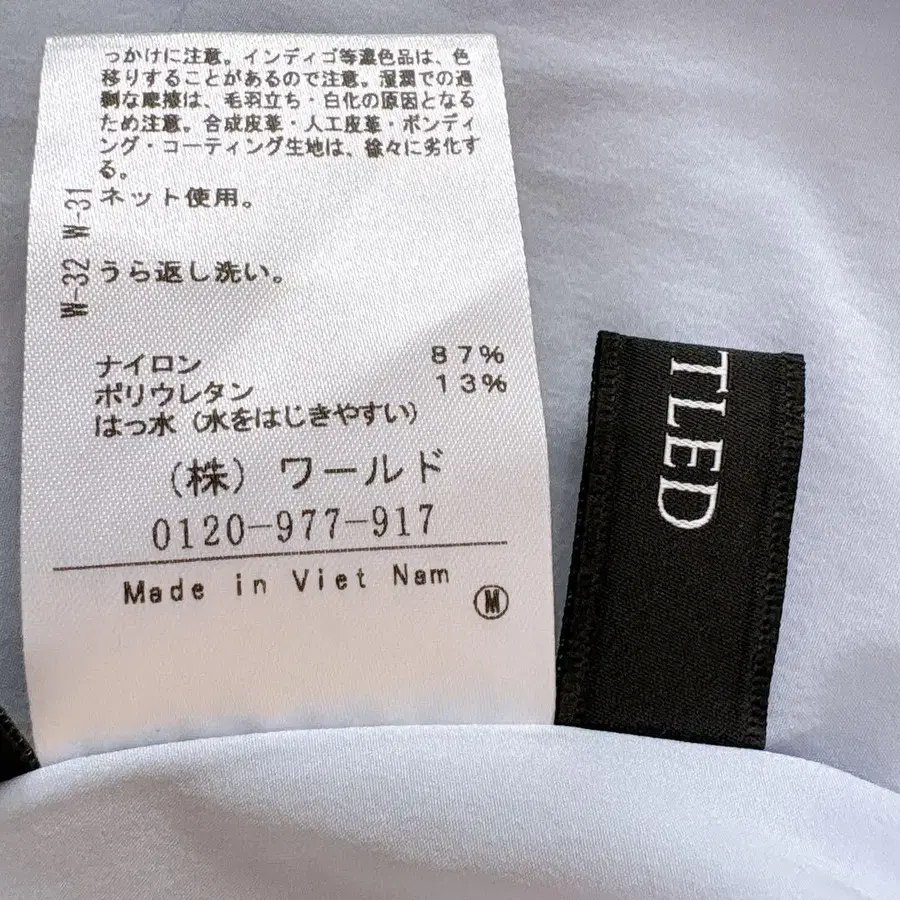 っかけに注意。インディゴ等濃色品は、色
移りすることがあるので注意。湿潤での過
剰な摩擦は、毛羽立ち・白化の原因となる
ため注意。合成皮革・人工皮革・ボンディ
ング・コーティング生地は、徐々に劣化す
る。
W-31
ネット使用。
W-32
うら返し洗い。
ナイロン 87%
ポリウレタン 13%
はっ水（水をはじきやすい）
（株）ワールド
0120-977-917
Made in Viet Nam
M
TLED